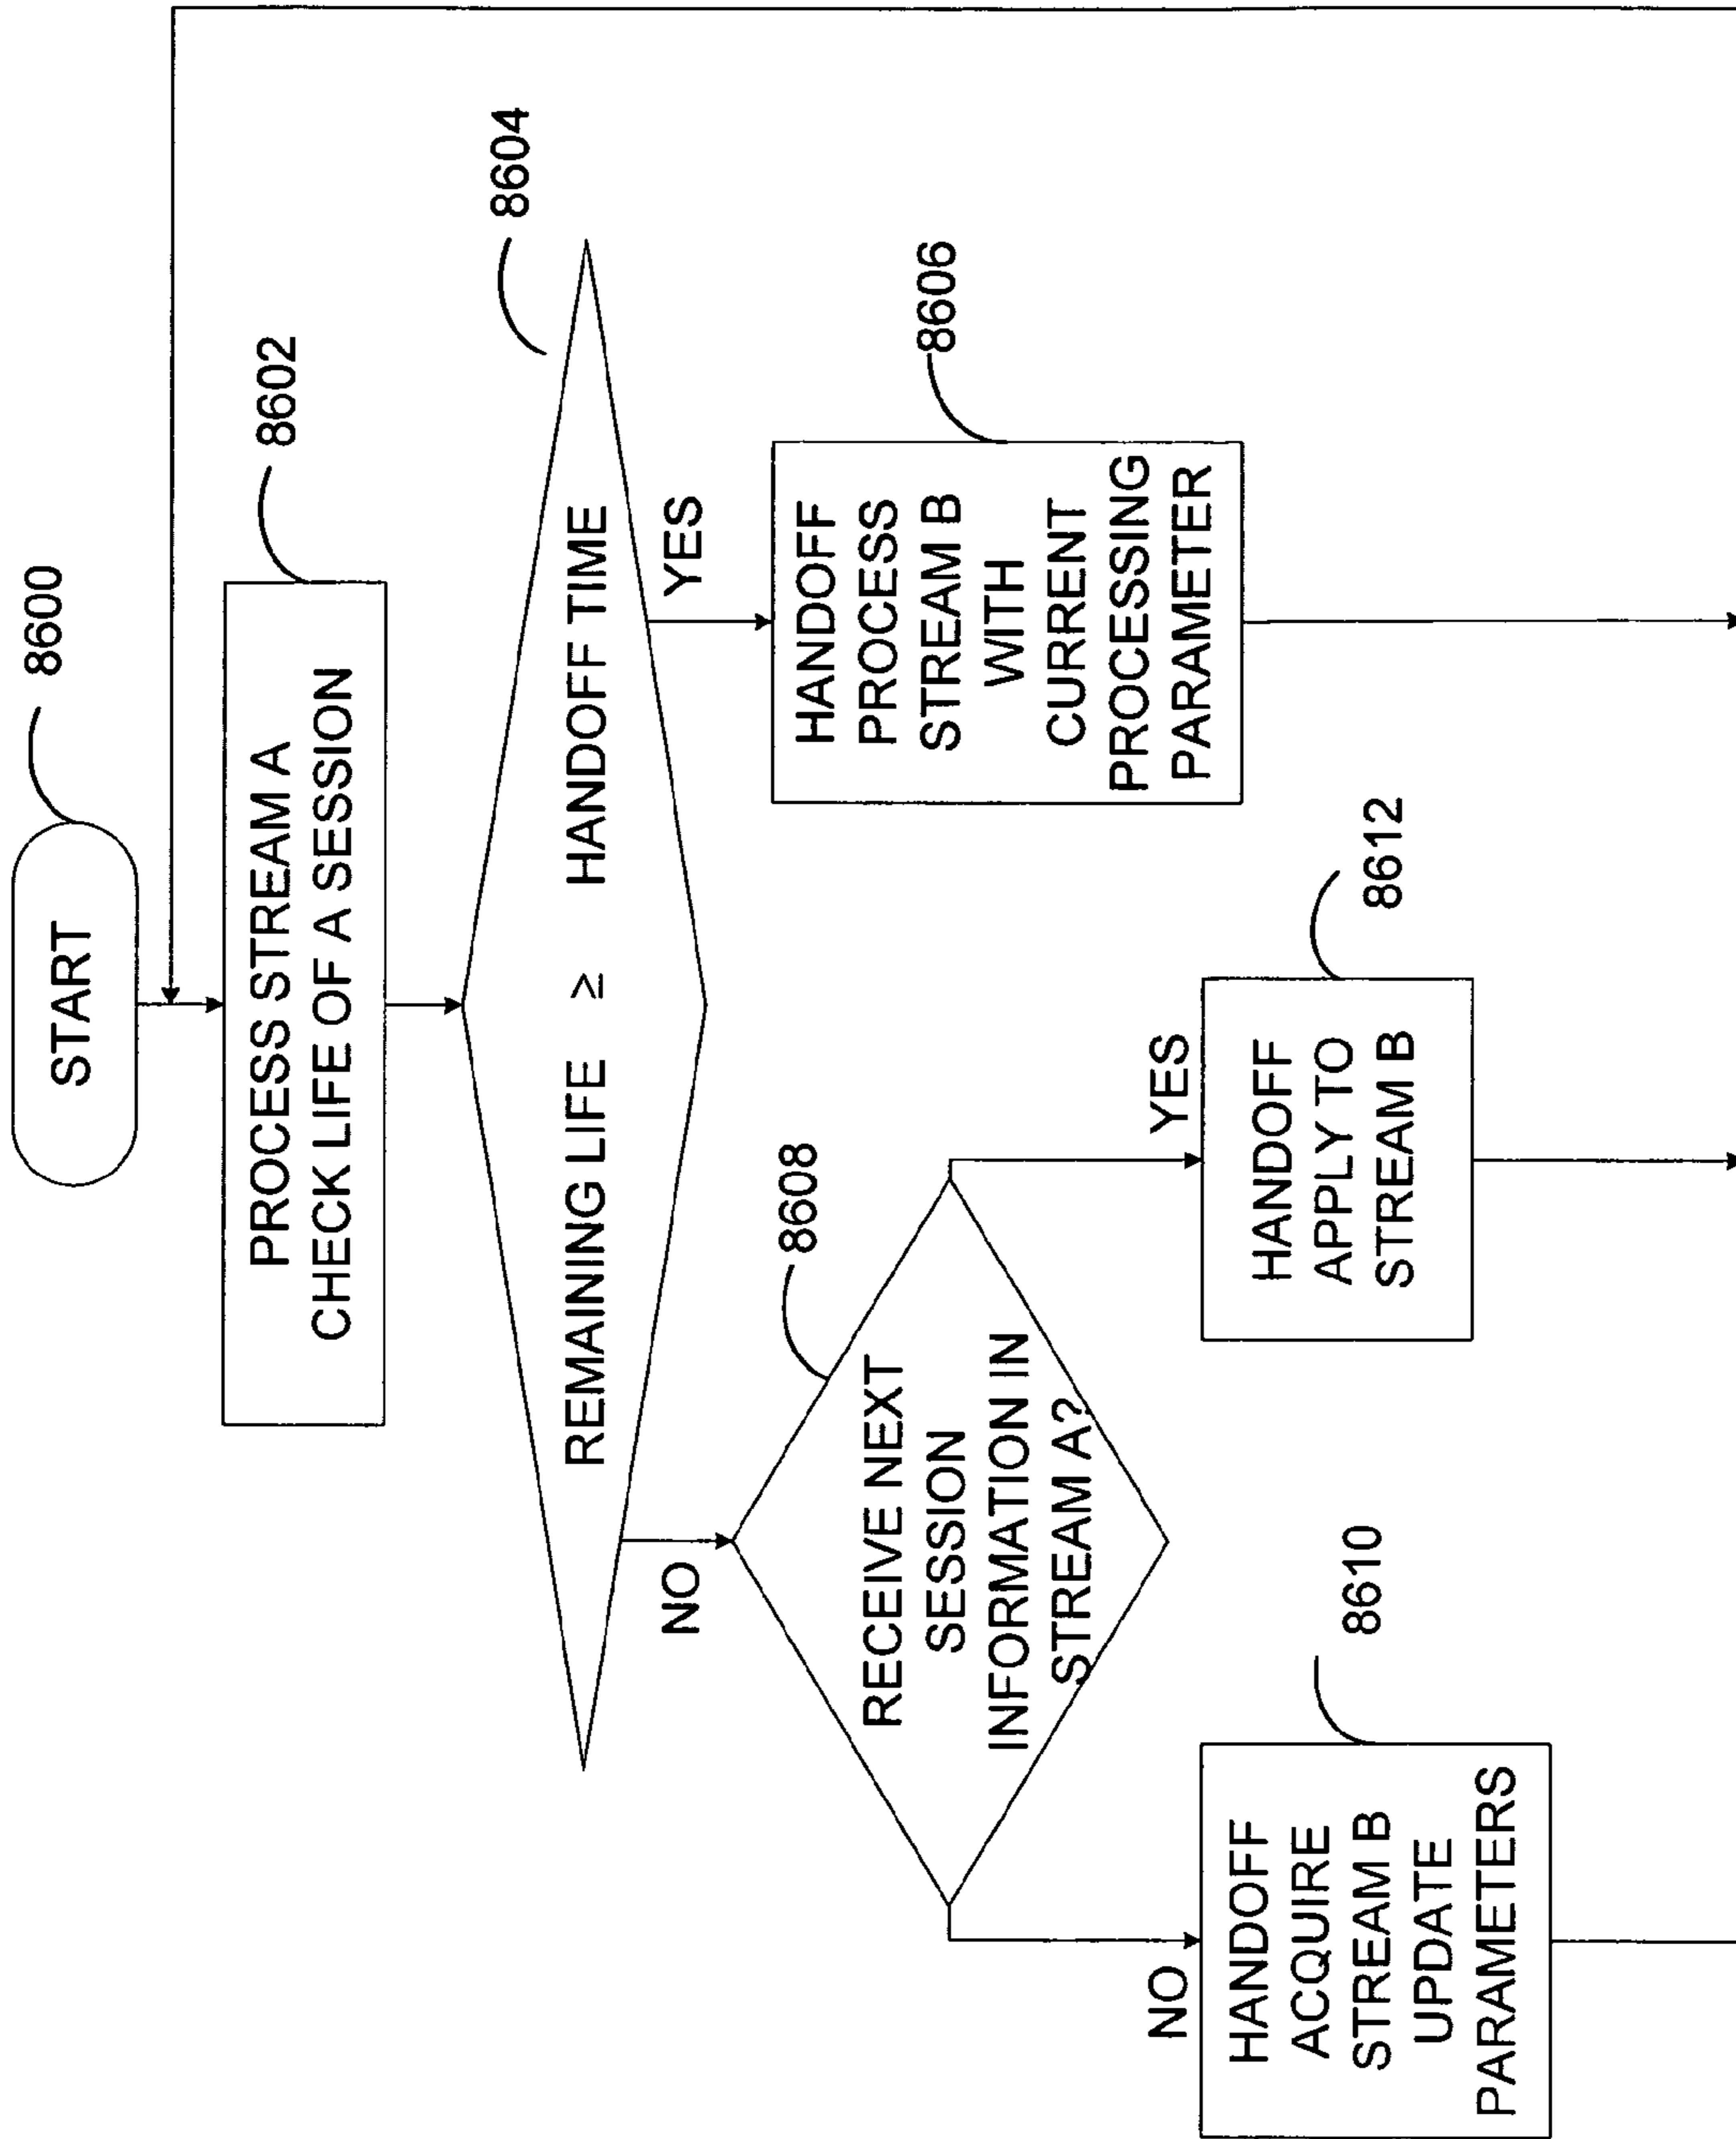 START
8600
PROCESS STREAM A
CHECK LIFE OF A SESSION
8602
REMAINING LIFE ≥ HANDOFF TIME
8604
NO
YES
RECEIVE NEXT
SESSION
INFORMATION IN
STREAM A?
8608
HANDOFF
PROCESS
STREAM B
WITH
CURRENT
PROCESSING
PARAMETER
8606
NO
YES
HANDOFF
ACQUIRE
STREAM B
UPDATE
PARAMETERS
8610
HANDOFF
APPLY TO
STREAM B
8612